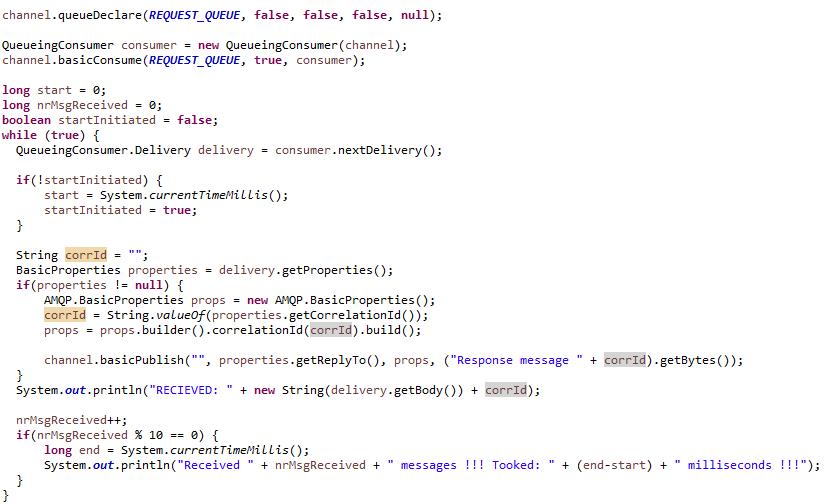 channel.queueDeclare(REQUEST_QUEUE, false, false, false, null);
QueueingConsumer consumer = new QueueingConsumer(channel);
channel.basicConsume(REQUEST_QUEUE, true, consumer);
long start = 0;
long nrMsgReceived = 0;
boolean startInitiated = false;
while (true) {
QueueingConsumer.Delivery delivery = consumer.nextDelivery();
if(!startInitiated) {
start = System.currentTimeMillis();
startInitiated = true;
}
String corrId = "";
BasicProperties properties = delivery.getProperties();
if(properties != null) {
AMQP.BasicProperties props = new AMQP.BasicProperties();
corrId = String.valueOf(properties.getCorrelationId());
props = props.builder().correlationId(corrId).build();
channel.basicPublish("", properties.getReplyTo(), props, ("Response message " + corrId).getBytes());
}
System.out.println("RECIEVED: " + new String(delivery.getBody()) + corrId);
nrMsgReceived++;
if(nrMsgReceived % 10 == 0) {
long end = System.currentTimeMillis();
System.out.println("Received " + nrMsgReceived + " messages !!! Tooked: " + (end-start) + " milliseconds !!!");
}
}